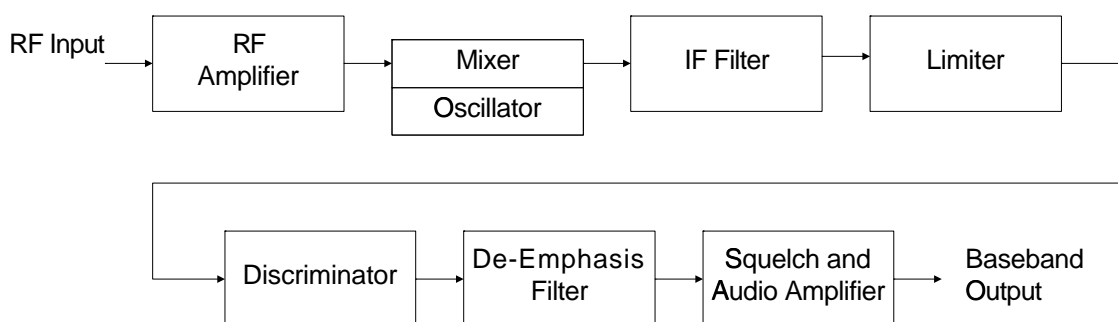 RF Input
RF
Amplifier
Mixer
Oscillator
IF Filter
Limiter
Discriminator
De-Emphasis
Filter
Squelch and
Audio Amplifier
Baseband
Output